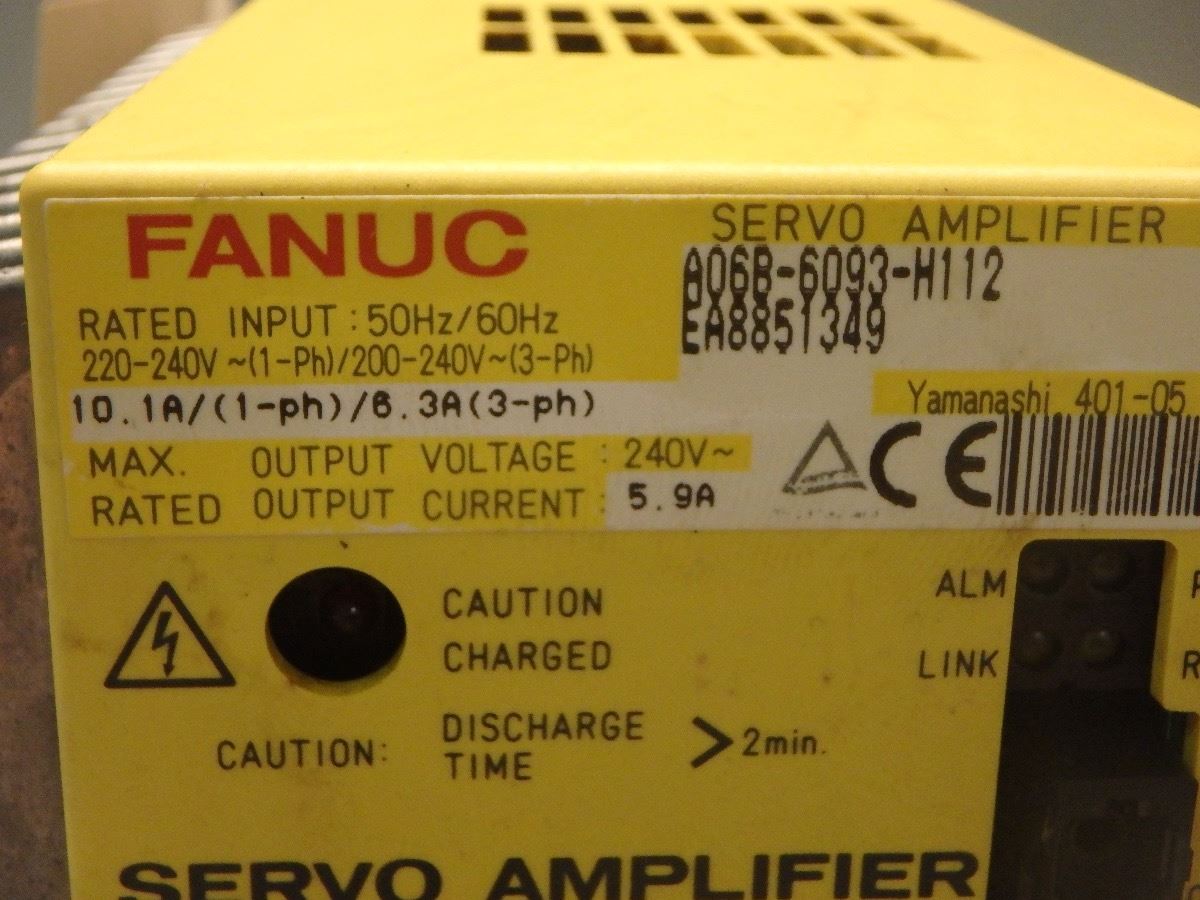 FANUC
SERVO AMPLIFIER
A06B-6093-H112
EA8851349
RATED INPUT : 50Hz/60Hz
220-240V ~(1-Ph)/200-240V~(3-Ph)
10.1A/(1-ph)/6.3A(3-ph)
Yamanashi 401-05
MAX. OUTPUT VOLTAGE : 240V~
RATED OUTPUT CURRENT : 5.9A
CE
CAUTION
CHARGED
ALM
LINK
CAUTION: DISCHARGE TIME > 2min.
SERVO AMPLIFIER